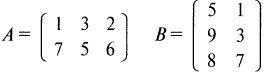 A = ( 1 3 2
7 5 6 )
B = ( 5 1
9 3
8 7 )